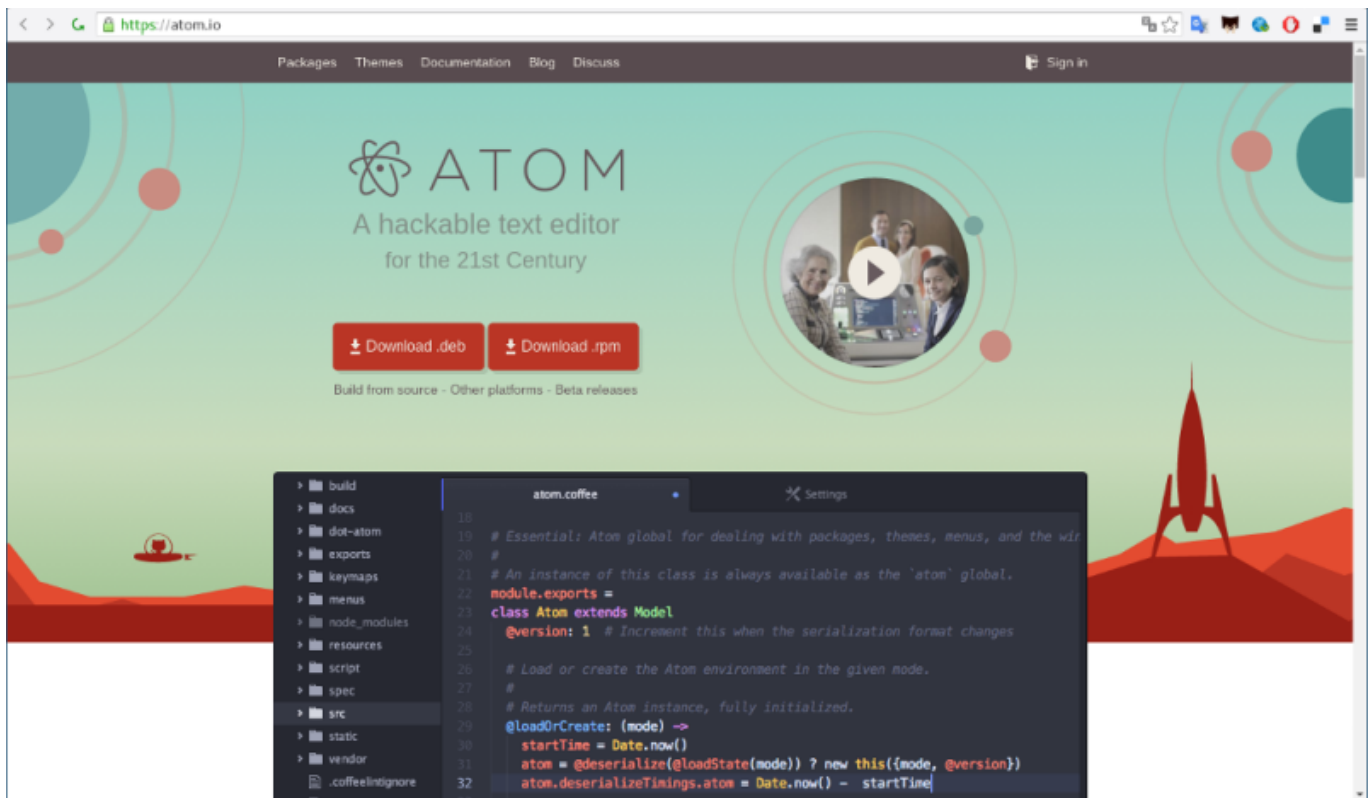 https://atom.io
Packages Themes Documentation Blog Discuss Sign in
ATOM
A hackable text editor
for the 21st Century
Download .deb Download .rpm
Build from source - Other platforms - Beta releases
build
docs
dot-atom
exports
keymaps
menus
node_modules
resources
script
spec
src
static
vendor
.coffeelintignore
atom.coffee Settings
18
19 # Essential: Atom global for dealing with packages, themes, menus, and the win
20 #
21 # An instance of this class is always available as the `atom` global.
22 module.exports =
23 class Atom extends Model
24 @version: 1 # Increment this when the serialization format changes
25
26 # Load or create the Atom environment in the given mode.
27 #
28 # Returns an Atom instance, fully initialized.
29 @loadOrCreate: (mode) ->
30 startTime = Date.now()
31 atom = @deserialize(@loadState(mode)) ? new this({mode, @version})
32 atom.deserializeTimings.atom = Date.now() - startTime